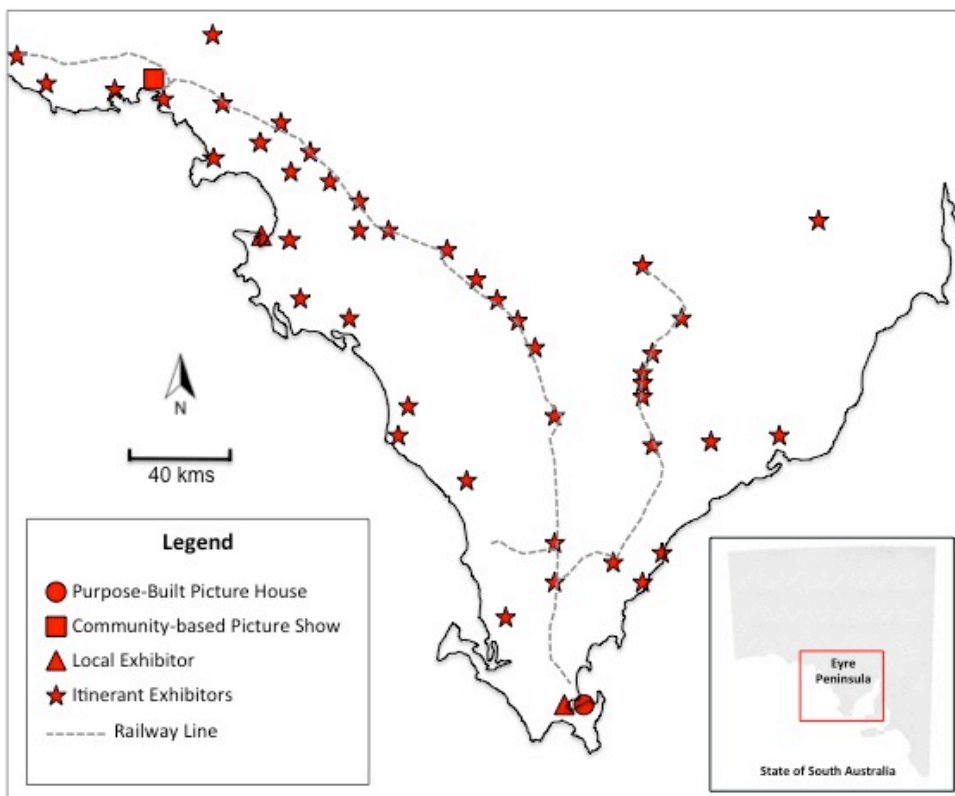 N
40 kms
Legend
Purpose-Built Picture House
Community-based Picture Show
Local Exhibitor
Itinerant Exhibitors
Railway Line
Eyre
Peninsula
State of South Australia